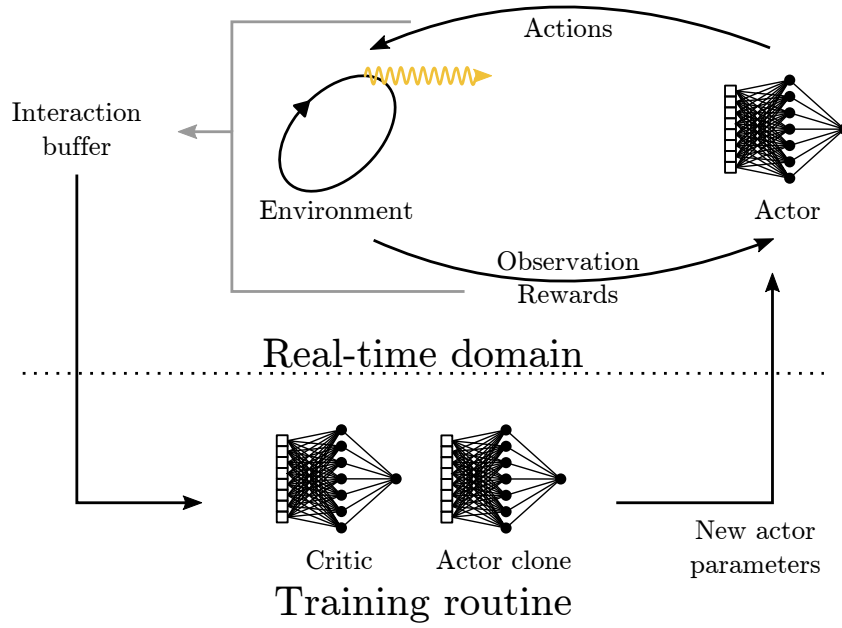 Actions
Interaction
buffer
Environment
Actor
Observation
Rewards
Real-time domain
Critic
Actor clone
New actor
parameters
Training routine